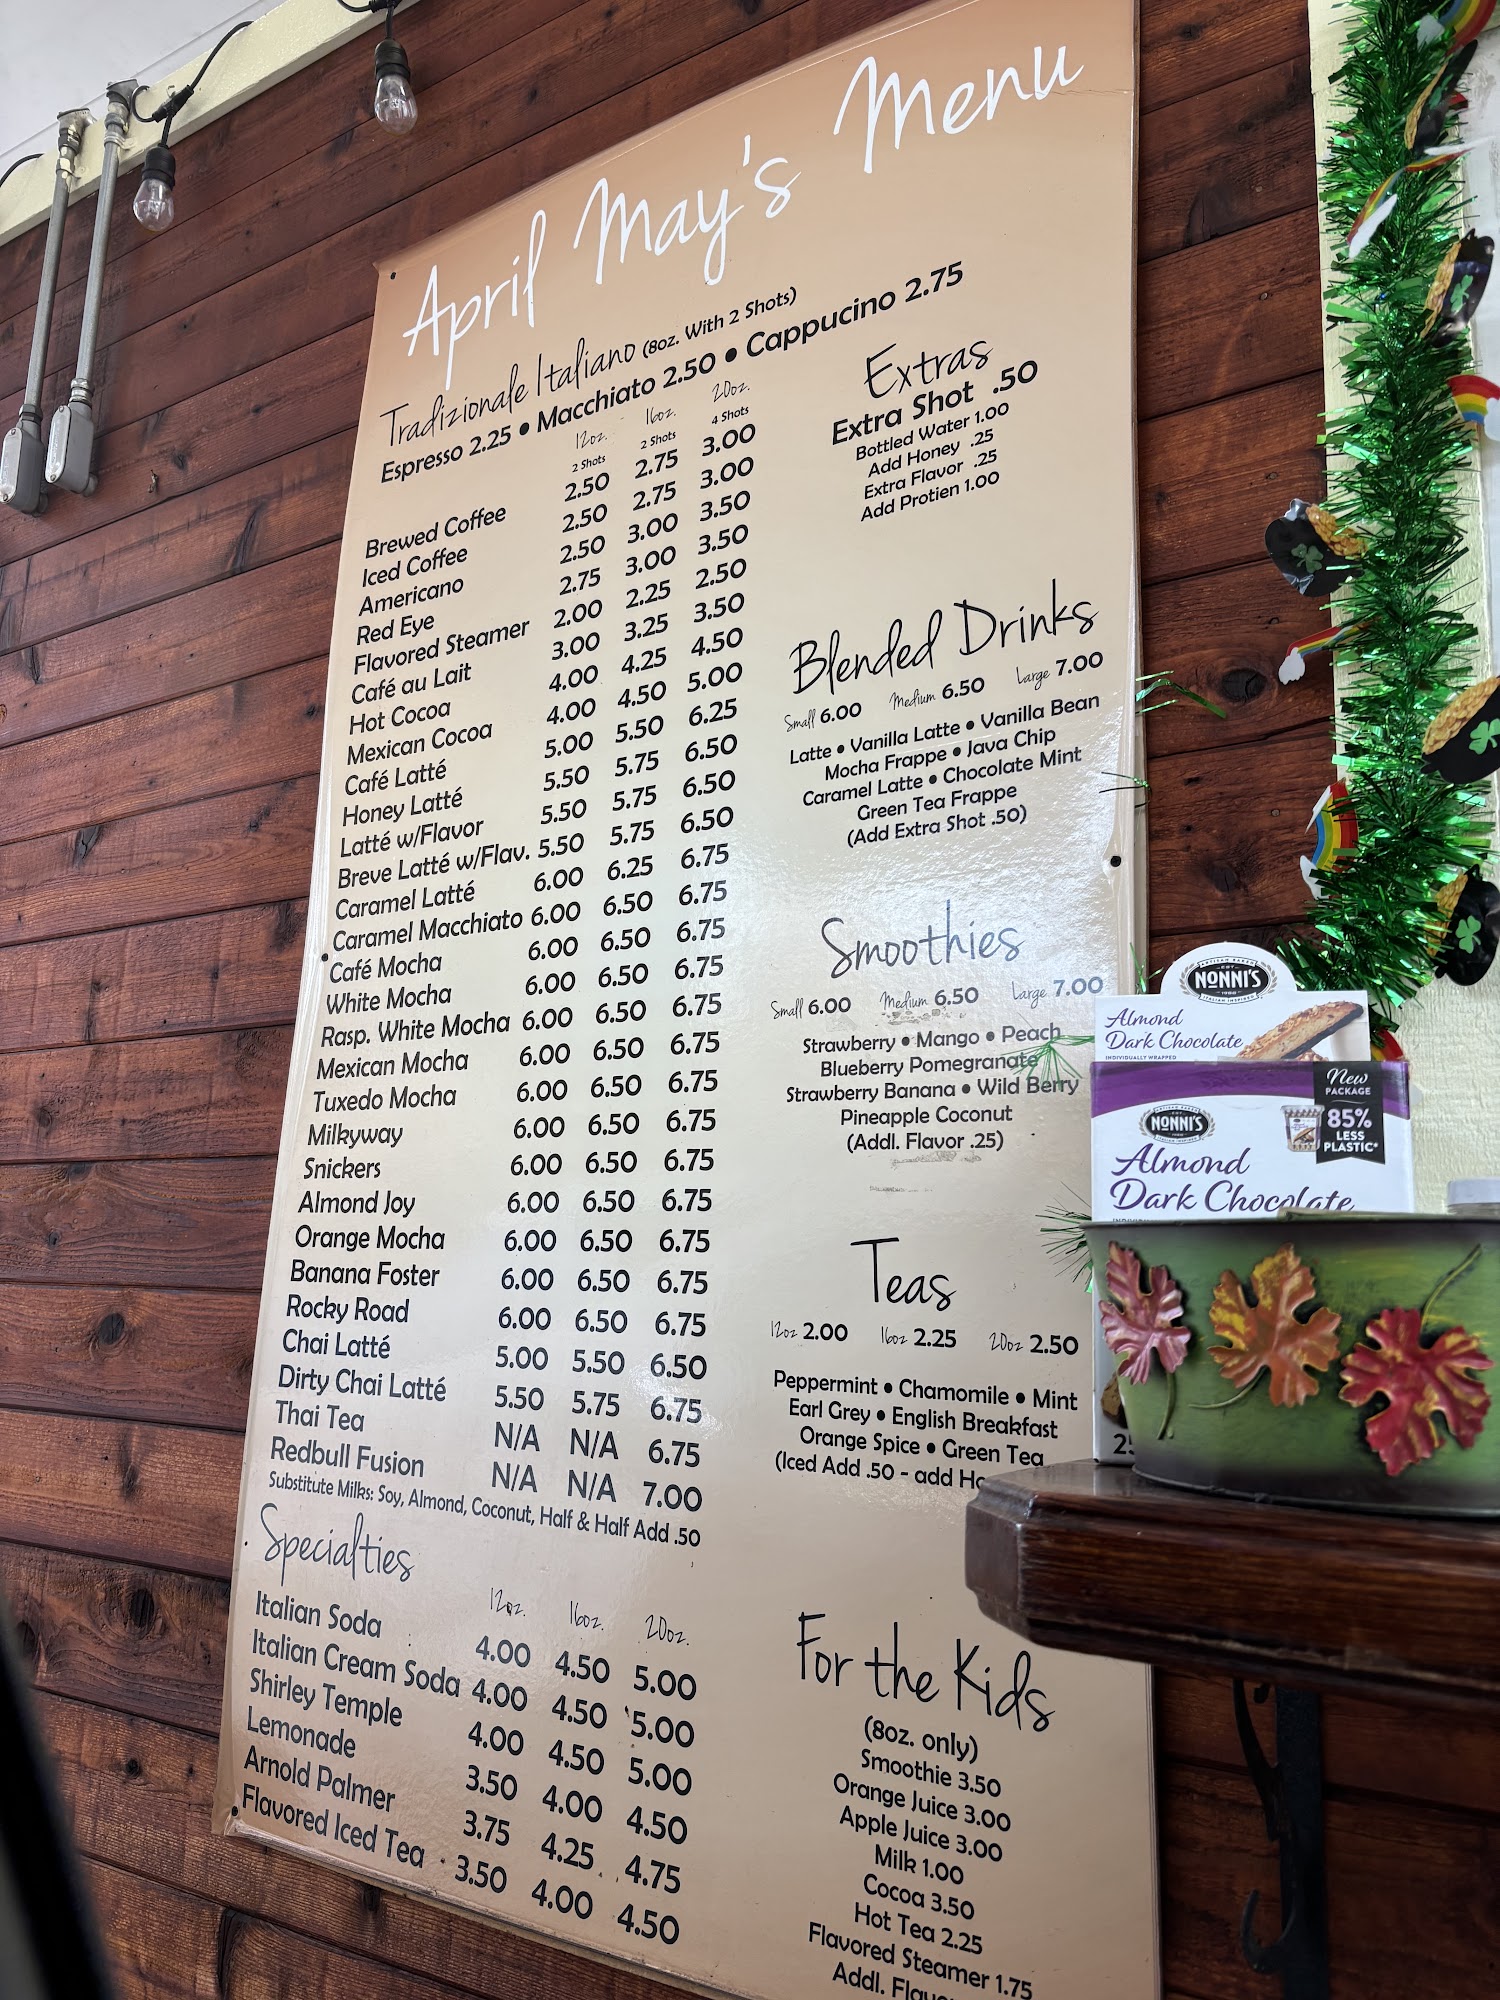 April May's Menu
Tradizionale Italiano (8oz. With 2 Shots)
Espresso 2.25 • Macchiato 2.50 • Cappucino 2.75
12oz. 16oz. 20oz.
2 Shots 2 Shots 4 Shots
Brewed Coffee 2.50 2.75 3.00
Iced Coffee 2.50 2.75 3.00
Americano 2.50 3.00 3.50
Red Eye 2.75 3.00 3.50
Flavored Steamer 2.00 2.25 2.50
Café au Lait 3.00 3.25 3.50
Hot Cocoa 4.00 4.25 4.50
Mexican Cocoa 4.00 4.50 5.00
Café Latté 5.00 5.50 6.25
Honey Latté 5.50 5.75 6.50
Latté w/Flavor 5.50 5.75 6.50
Breve Latté w/Flav. 5.50 5.75 6.50
Caramel Latté 6.00 6.25 6.75
Caramel Macchiato 6.00 6.50 6.75
Café Mocha 6.00 6.50 6.75
White Mocha 6.00 6.50 6.75
Rasp. White Mocha 6.00 6.50 6.75
Mexican Mocha 6.00 6.50 6.75
Tuxedo Mocha 6.00 6.50 6.75
Milkyway 6.00 6.50 6.75
Snickers 6.00 6.50 6.75
Almond Joy 6.00 6.50 6.75
Orange Mocha 6.00 6.50 6.75
Banana Foster 6.00 6.50 6.75
Rocky Road 6.00 6.50 6.75
Chai Latté 5.00 5.50 6.50
Dirty Chai Latté 5.50 5.75 6.75
Thai Tea N/A N/A 6.75
Redbull Fusion N/A N/A 7.00
Substitute Milks: Soy, Almond, Coconut, Half & Half Add .50
Specialties
12oz. 16oz. 20oz.
Italian Soda 4.00 4.50 5.00
Italian Cream Soda 4.00 4.50 5.00
Shirley Temple 4.00 4.50 5.00
Lemonade 3.50 4.00 4.50
Arnold Palmer 3.75 4.25 4.75
Flavored Iced Tea 3.50 4.00 4.50
Extras
Extra Shot .50
Bottled Water 1.00
Add Honey .25
Extra Flavor .25
Add Protien 1.00
Blended Drinks
Small 6.00 Medium 6.50 Large 7.00
Latte • Vanilla Latte • Vanilla Bean
Mocha Frappe • Java Chip
Caramel Latte • Chocolate Mint
Green Tea Frappe
(Add Extra Shot .50)
Smoothies
Small 6.00 Medium 6.50 Large 7.00
Strawberry • Mango • Peach
Blueberry Pomegranate
Strawberry Banana • Wild Berry
Pineapple Coconut
(Addl. Flavor .25)
Teas
12oz 2.00 16oz 2.25 20oz 2.50
Peppermint • Chamomile • Mint
Earl Grey • English Breakfast
Orange Spice • Green Tea
(Iced Add .50 - add
For the Kids
(8oz. only)
Smoothie 3.50
Orange Juice 3.00
Apple Juice 3.00
Milk 1.00
Cocoa 3.50
Hot Tea 2.25
Flavored Steamer 1.75
Addl.
NONNI'S
Almond
Dark Chocolate
INDIVIDUALLY WRAPPED
New
PACKAGE
85%
LESS
PLASTIC*
NONNI'S
Almond
Dark Chocolate